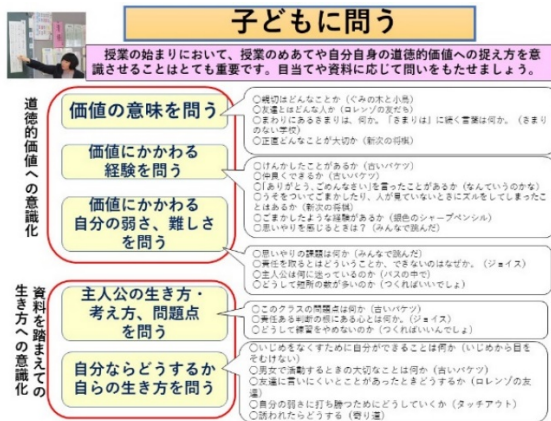 子どもに問う
授業の始まりにおいて、授業のめあてや自分自身の道徳的価値への捉え方を意
識させることはとても重要です。目当てや資料に応じて問いをもたせましょう。
道徳的価値への意識化
価値の意味を問う
○親切はどんなことか（ぐみの木と小鳥）
○友達とはどんな人か（ロレンゾの友だち）
○まわりにあるきまりは、何か。「きまりは」に続く言葉は何か。（きまり
のない学校）
○正直どんなことが大切か（新次の将棋）
価値にかかわる
経験を問う
○けんかしたことがあるか（古いバケツ）
○仲良くできるか（古いバケツ）
○「ありがとう、ごめんなさい」を言ったことがあるか（なんていうのかな）
○うそをついてごまかしたり、人が見ていないときにズルをしてしまったこ
とはあるか（新次の将棋）
○ごまかしたような経験があるか（銀色のシャープペンシル）
○思いやりを感じるときは？（みんなで読んだ）
価値にかかわる
自分の弱さ、難しさ
を問う
○思いやりの課題は何か（みんなで読んだ）
○責任を取るとはどういうことか、できないのはなぜか。（ジョイス）
○主人公は何に迷っているのか（バスの中で）
○どうして短所の数が多いのか（つくればいいでしょ）
資料を踏まえての
生き方への意識化
主人公の生き方・
考え方、問題点
を問う
○このクラスの問題点は何か（古いバケツ）
○責任ある判断の根にある心とは何か。（ジョイス）
○どうして練習をやめないのか（つくればいいんでしょ）
自分ならどうするか
自らの生き方を問う
○いじめをなくすために自分ができることは何か（いじめから目を
そむけない）
○男女で活動するときの大切なことは何か（古いバケツ）
○友達に言いにくいことがあったときどうするか（ロレンゾの友
達）
○自分の弱さに打ち勝つためにどうしていくか（タッチアウト）
○誘われたらどうする（寄り道）